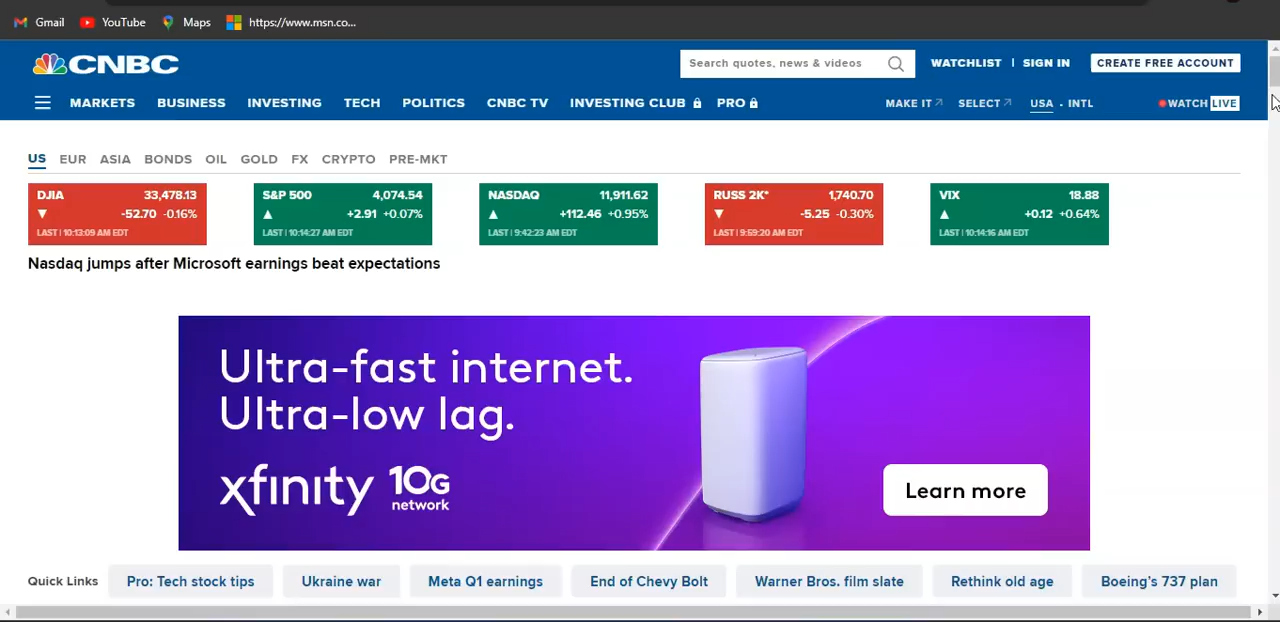 Gmail YouTube Maps https://www.msn.co...
CNBC Search quotes, news & videos WATCHLIST | SIGN IN CREATE FREE ACCOUNT
MARKETS BUSINESS INVESTING TECH POLITICS CNBC TV INVESTING CLUB PRO MAKE IT SELECT USA - INTL WATCH LIVE
US EUR ASIA BONDS OIL GOLD FX CRYPTO PRE-MKT
DJIA 33,478.13
▼ -52.70 -0.16%
LAST | 10:13:09 AM EDT
S&P 500 4,074.54
▲ +2.91 +0.07%
LAST | 10:14:27 AM EDT
NASDAQ 11,911.62
▲ +112.46 +0.95%
LAST | 9:42:23 AM EDT
RUSS 2K* 1,740.70
▼ -5.25 -0.30%
LAST | 9:59:20 AM EDT
VIX 18.88
▲ +0.12 +0.64%
LAST | 10:14:16 AM EDT
Nasdaq jumps after Microsoft earnings beat expectations
Ultra-fast internet.
Ultra-low lag.
xfinity 10G
network
Learn more
Quick Links Pro: Tech stock tips Ukraine war Meta Q1 earnings End of Chevy Bolt Warner Bros. film slate Rethink old age Boeing's 737 plan